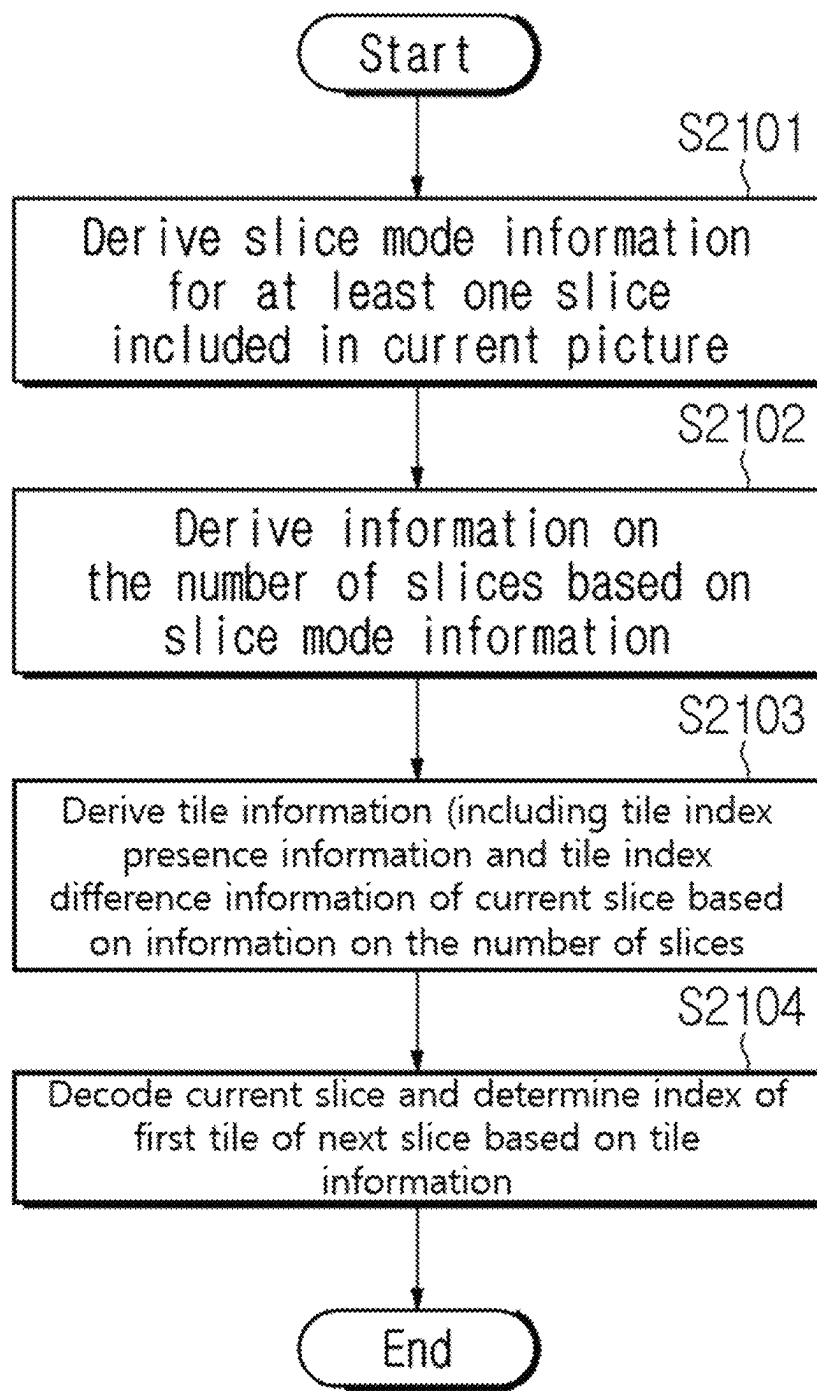 Start
S2101
Derive slice mode information
for at least one slice
included in current picture
S2102
Derive information on
the number of slices based on
slice mode information
S2103
Derive tile information (including tile index
presence information and tile index
difference information of current slice based
on information on the number of slices
S2104
Decode current slice and determine index of
first tile of next slice based on tile
information
End